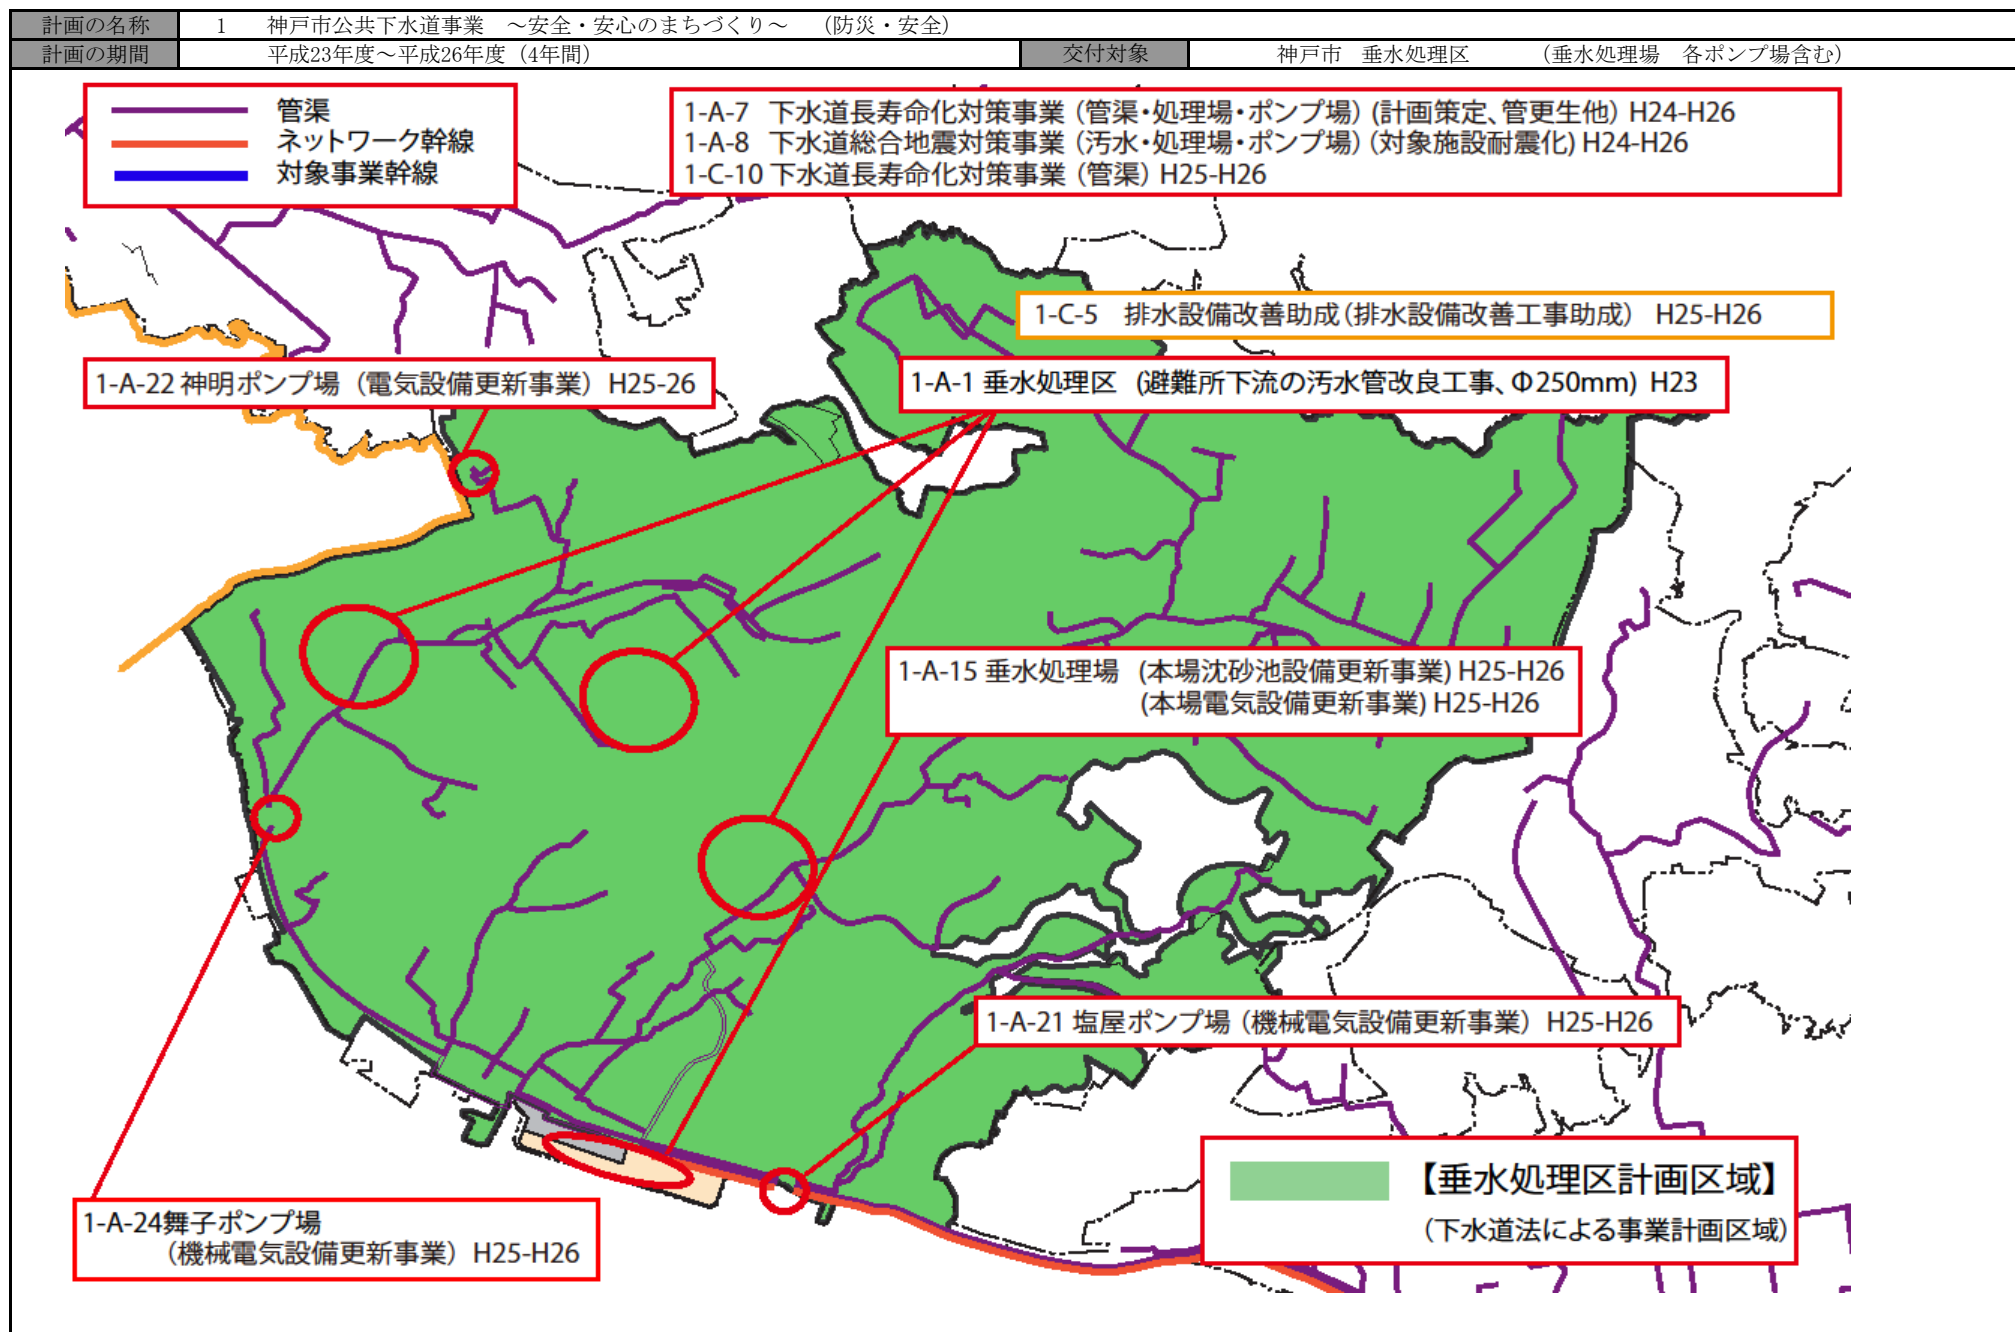 計画の名称 1 神戸市公共下水道事業 ～安全・安心のまちづくり～ （防災・安全）
計画の期間 平成23年度～平成26年度（4年間） 交付対象 神戸市 垂水処理区 （垂水処理場 各ポンプ場含む）
管渠
ネットワーク幹線
対象事業幹線
1-A-7 下水道長寿命化対策事業（管渠・処理場・ポンプ場）（計画策定、管更生他）H24-H26
1-A-8 下水道総合地震対策事業（汚水・処理場・ポンプ場）（対象施設耐震化）H24-H26
1-C-10 下水道長寿命化対策事業（管渠）H25-H26
1-C-5 排水設備改善助成（排水設備改善工事助成） H25-H26
1-A-22 神明ポンプ場（電気設備更新事業）H25-26
1-A-1 垂水処理区 (避難所下流の汚水管改良工事、Φ250mm) H23
1-A-15 垂水処理場 (本場沈砂池設備更新事業) H25-H26
(本場電気設備更新事業) H25-H26
1-A-21 塩屋ポンプ場（機械電気設備更新事業）H25-H26
1-A-24舞子ポンプ場
（機械電気設備更新事業）H25-H26
【垂水処理区計画区域】
（下水道法による事業計画区域）